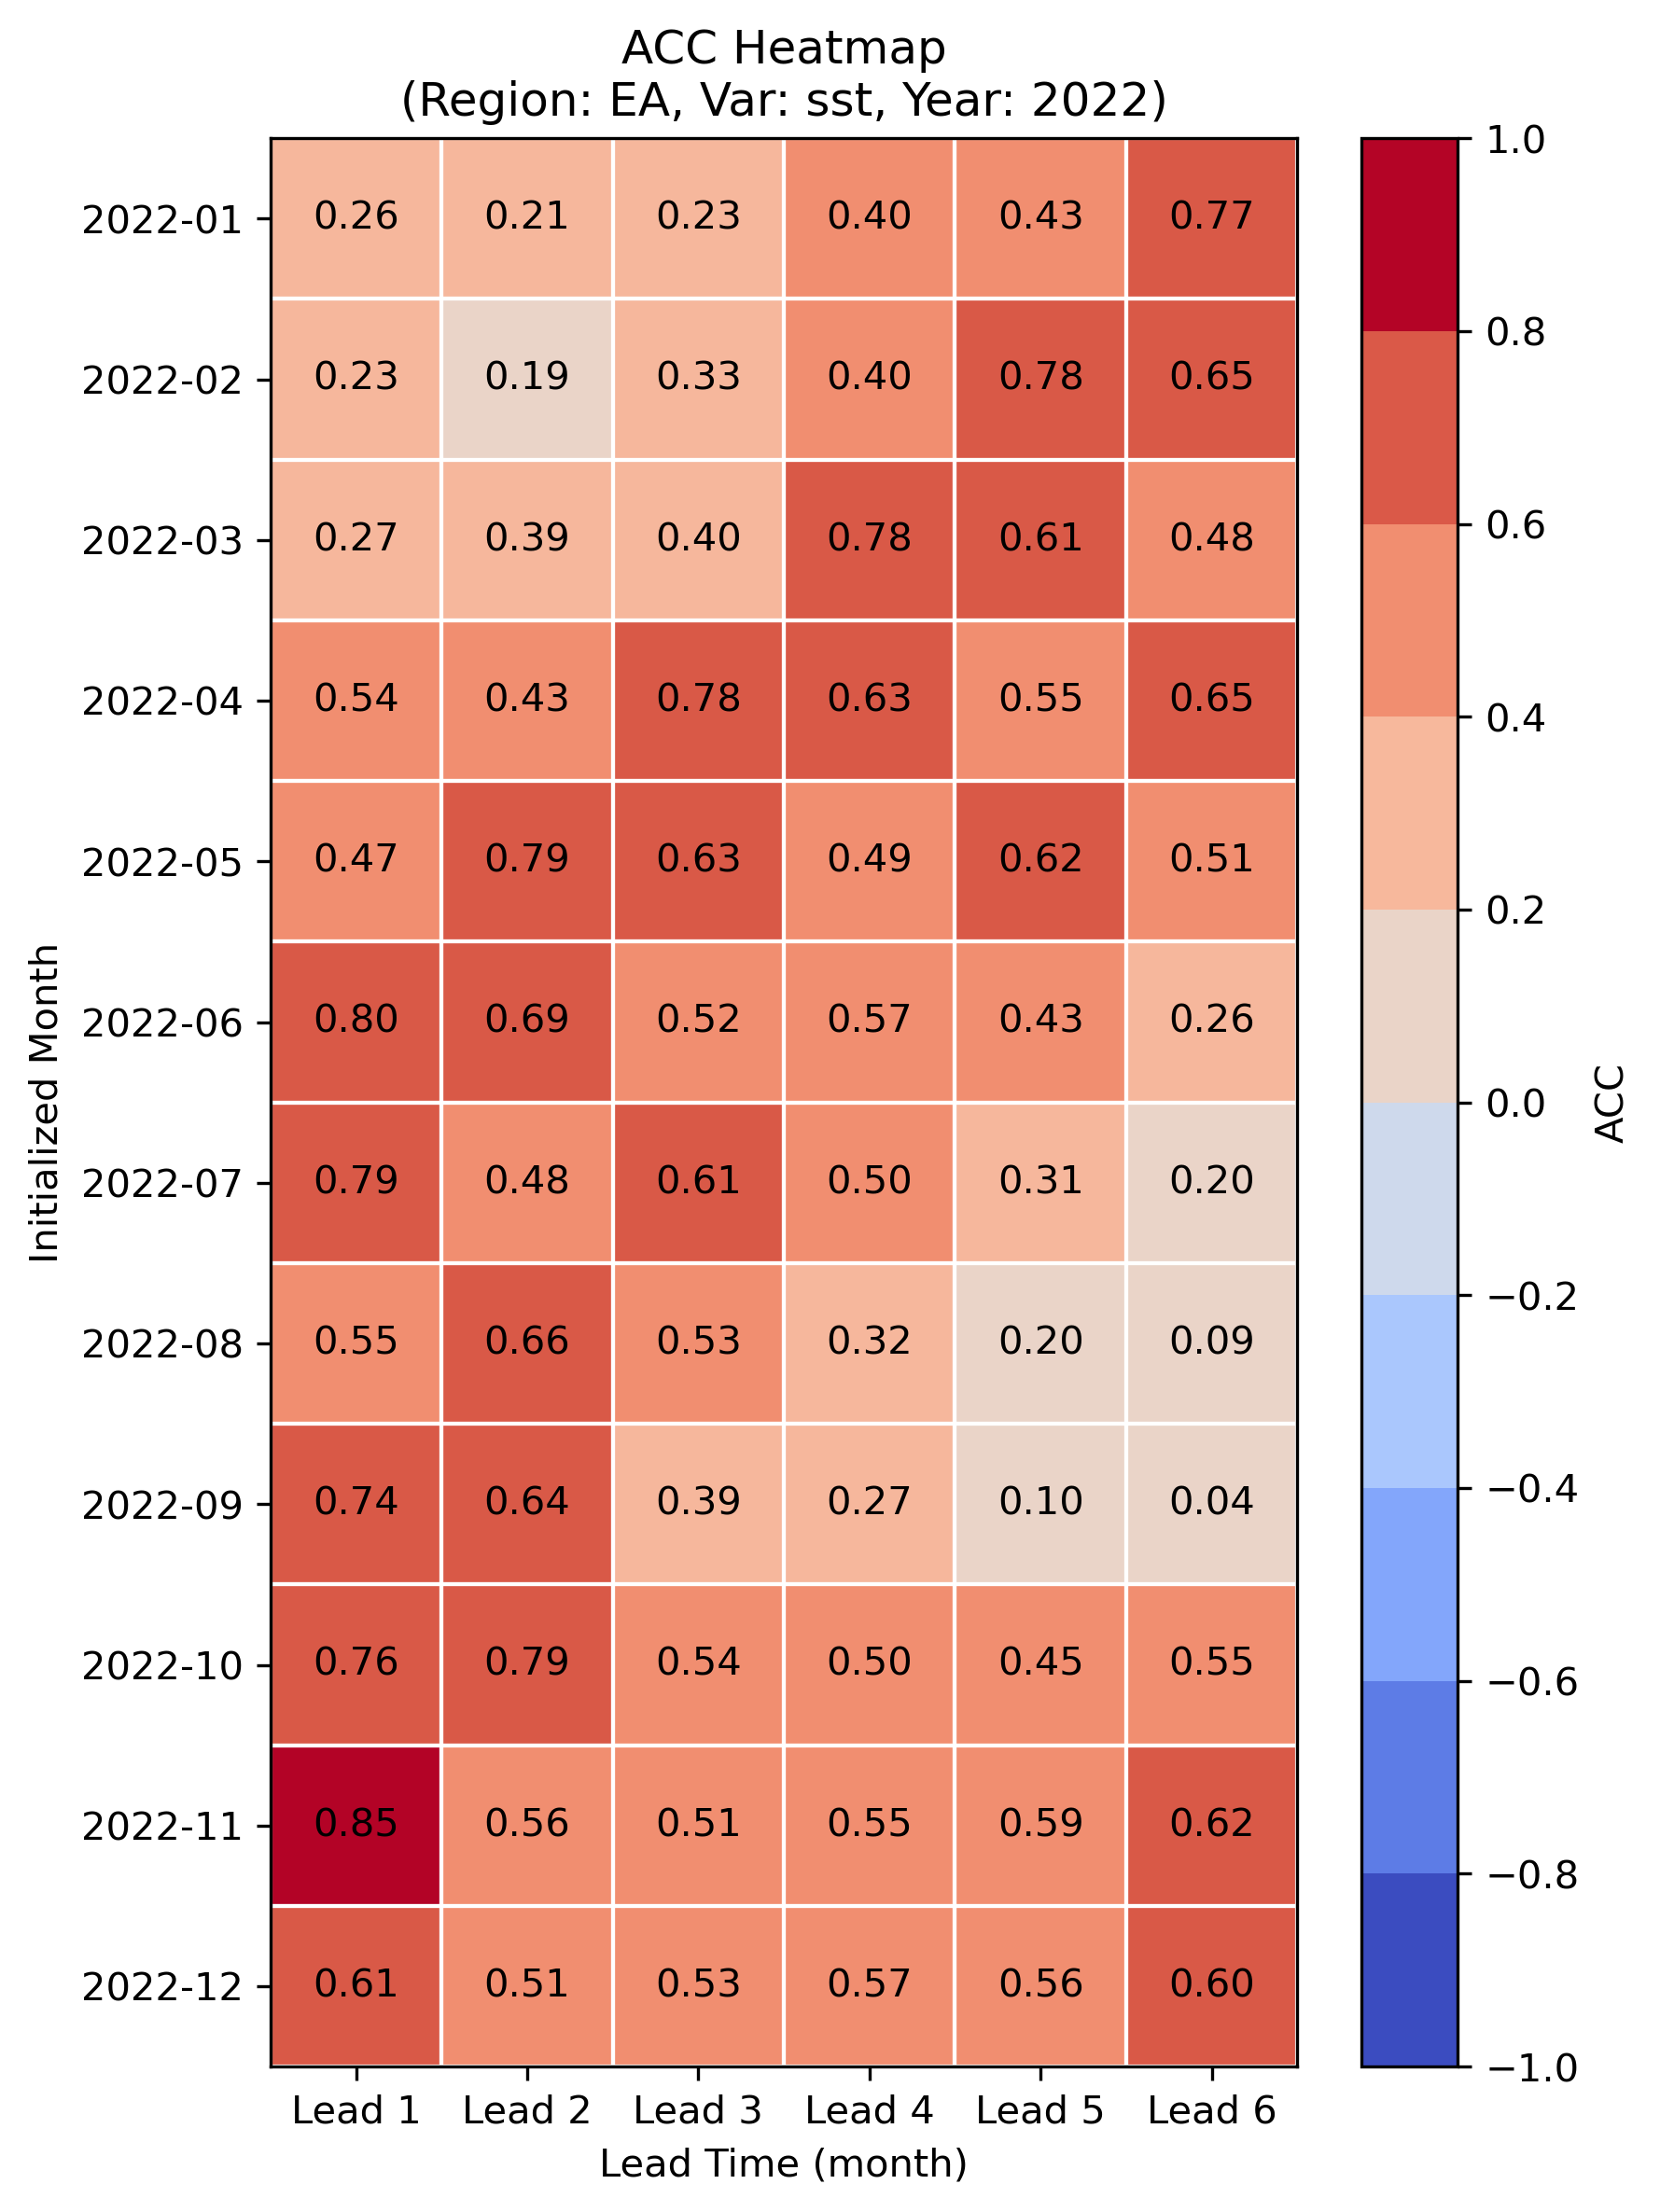 ACC Heatmap
(Region: EA, Var: sst, Year: 2022)
2022-01 0.26 0.21 0.23 0.40 0.43 0.77
2022-02 0.23 0.19 0.33 0.40 0.78 0.65
2022-03 0.27 0.39 0.40 0.78 0.61 0.48
2022-04 0.54 0.43 0.78 0.63 0.55 0.65
2022-05 0.47 0.79 0.63 0.49 0.62 0.51
2022-06 0.80 0.69 0.52 0.57 0.43 0.26
2022-07 0.79 0.48 0.61 0.50 0.31 0.20
2022-08 0.55 0.66 0.53 0.32 0.20 0.09
2022-09 0.74 0.64 0.39 0.27 0.10 0.04
2022-10 0.76 0.79 0.54 0.50 0.45 0.55
2022-11 0.85 0.56 0.51 0.55 0.59 0.62
2022-12 0.61 0.51 0.53 0.57 0.56 0.60
Lead 1 Lead 2 Lead 3 Lead 4 Lead 5 Lead 6
Lead Time (month)
Initialized Month
1.0
0.8
0.6
0.4
0.2
0.0
−0.2
−0.4
−0.6
−0.8
−1.0
ACC